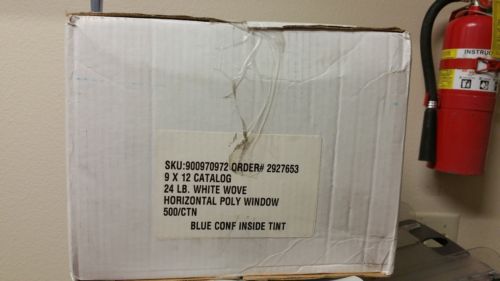 SKU:900970972 ORDER# 2927653
9 X 12 CATALOG
24 LB. WHITE WOVE
HORIZONTAL POLY WINDOW
500/CTN
BLUE CONF INSIDE TINT